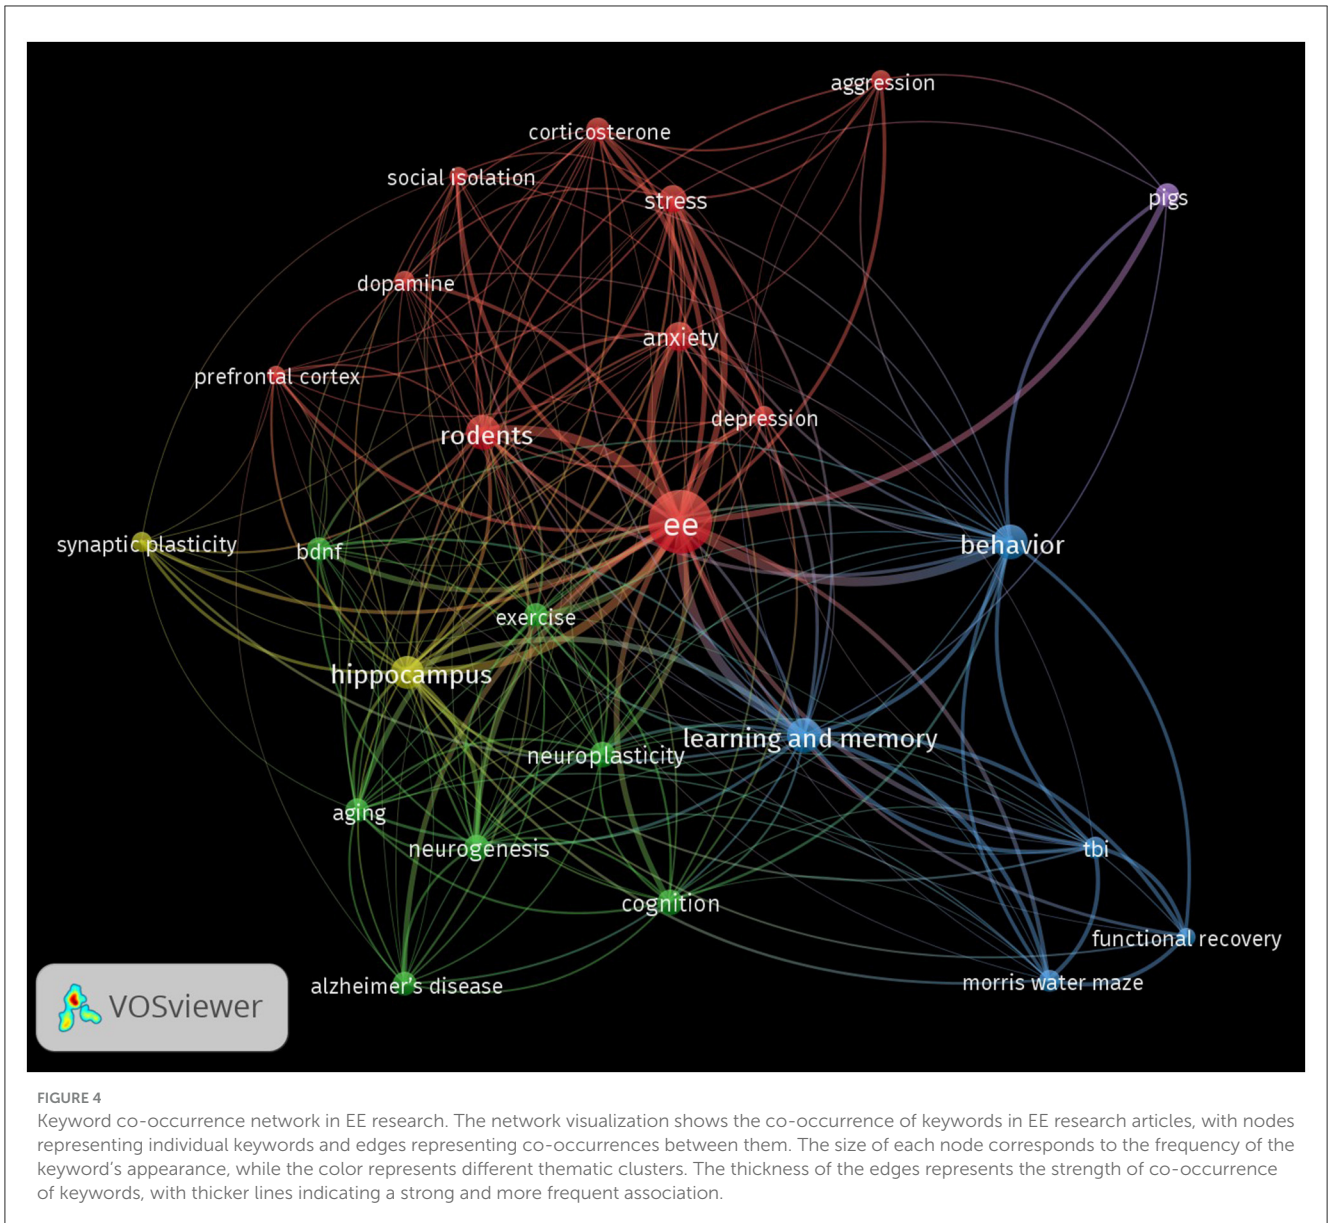 aggression
corticosterone
social isolation
stress
pigs
dopamine
anxiety
prefrontal cortex
depression
rodents
ee
synaptic plasticity
bdnf
behavior
exercise
hippocampus
learning and memory
neuroplasticity
aging
neurogenesis
tbi
cognition
functional recovery
alzheimer's disease
morris water maze
VOSviewer
FIGURE 4
Keyword co-occurrence network in EE research. The network visualization shows the co-occurrence of keywords in EE research articles, with nodes
representing individual keywords and edges representing co-occurrences between them. The size of each node corresponds to the frequency of the
keyword's appearance, while the color represents different thematic clusters. The thickness of the edges represents the strength of co-occurrence
of keywords, with thicker lines indicating a strong and more frequent association.